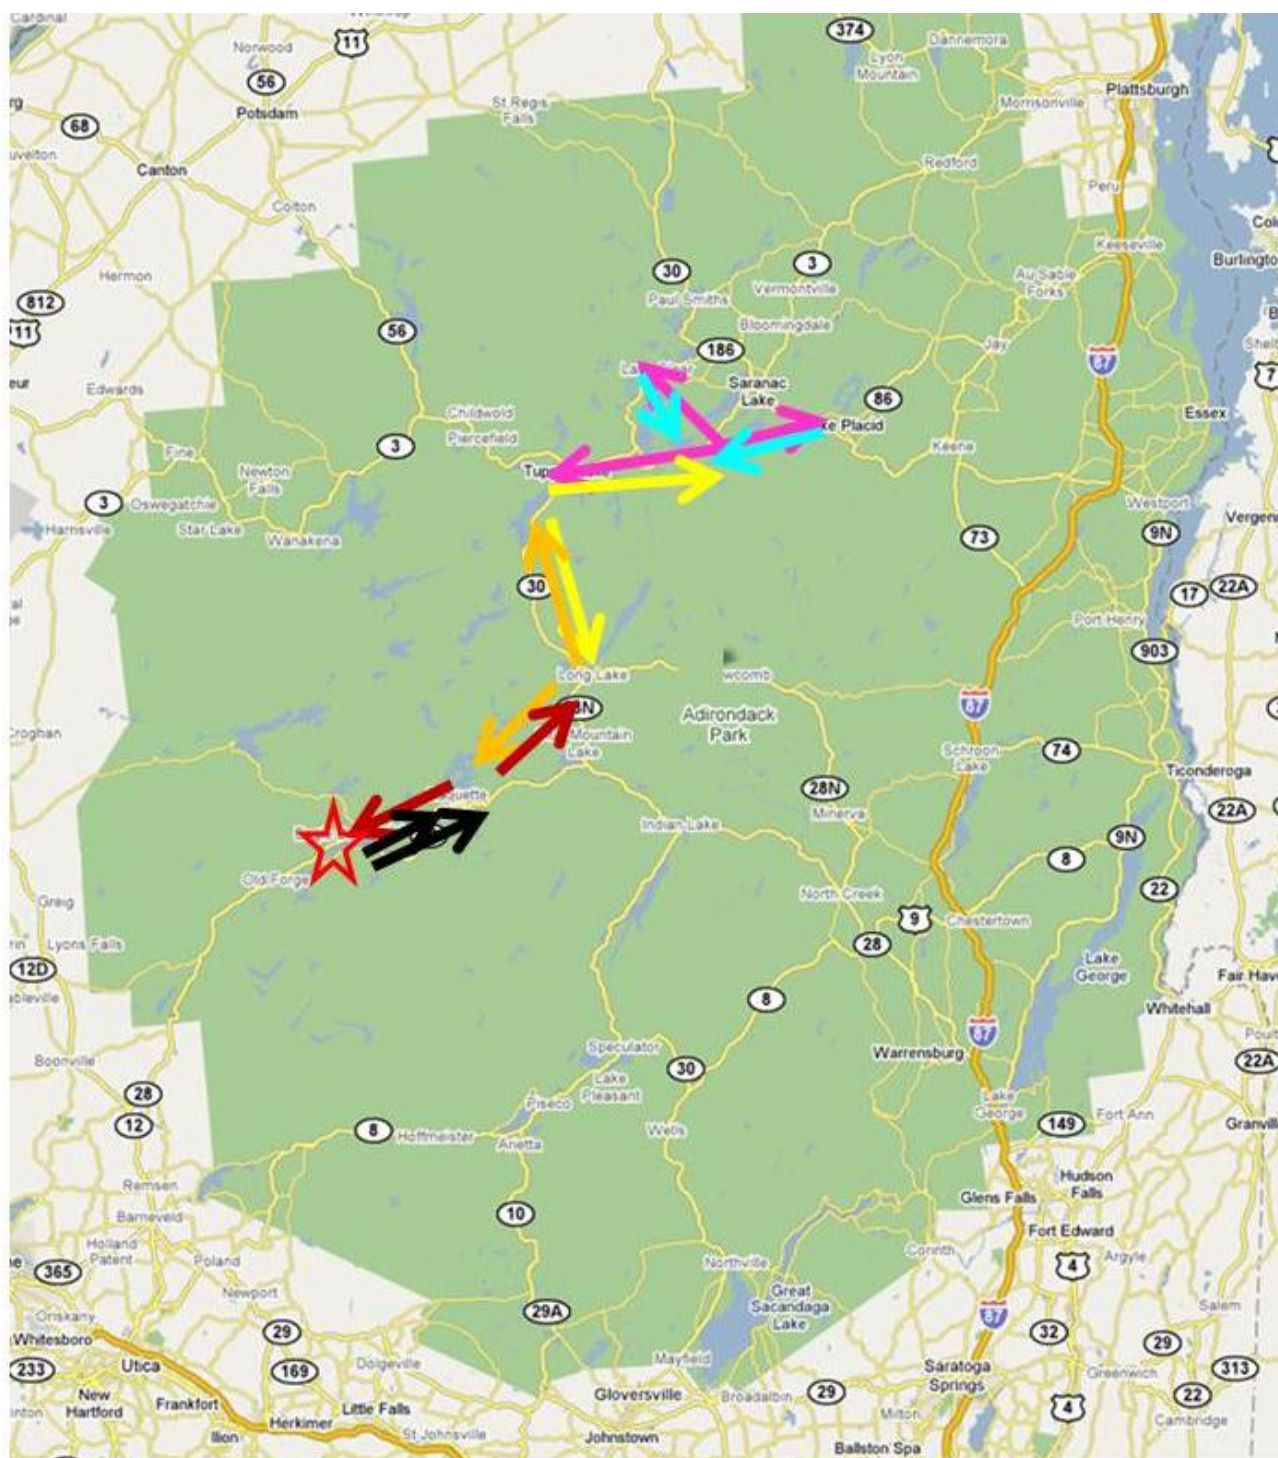 Cardinal
Norwood
11
56
Potsdam
68
Canton
St Regis
Falls
374
Dannemora
Lyon
Mountain
Plattsburgh
Morrisonville
Redford
Peru
Colton
Hermon
812
11
56
30
Paul Smiths
3
Vermontville
Keeseville
Burlington
Au Sable
Forks
Bloomingdale
186
Jay
87
Edwards
Saranac
Lake
86
7
Essex
Childwold
Piercefield
3
Placid
Keene
Fine
Newton
Falls
3
Oswegatchie
Star Lake
Wanakena
Harrisville
Westport
9N
73
30
17
22A
Port Henry
903
Long Lake
wcomb
87
Adirondack
Park
Mountain
Lake
Croghan
Schroon
Lake
74
Ticonderoga
28N
Minerva
22A
quette
Indian Lake
9N
8
Old Forge
22
North Creek
9
Chestertown
28
Greig
Lyons Falls
12D
Lake
George
8
Whitehall
87
Warrensburg
22A
Boonville
28
12
Speculator
Lake
Pleasant
30
Piseco
Lake
George
149
Fort Ann
8
Hoffmeister
Arietta
Wells
Remsen
Barneveld
Holland
Patent
Poland
10
Hudson
Falls
Glens Falls
Fort Edward
Corinth
Argyle
4
365
Newport
Northville
Great
Sacandaga
Lake
29A
87
Salem
Oriskany
Whitesboro
29
32
29
233
Utica
169
Dolgeville
Mayfield
Saratoga
Springs
Greenwich
313
New
Hartford
Frankfort
Little Falls
Gloversville
Broadalbin
29
22
Herkimer
Ilion
St Johnsville
Johnstown
Milton
4
Cambridge
Ballston Spa